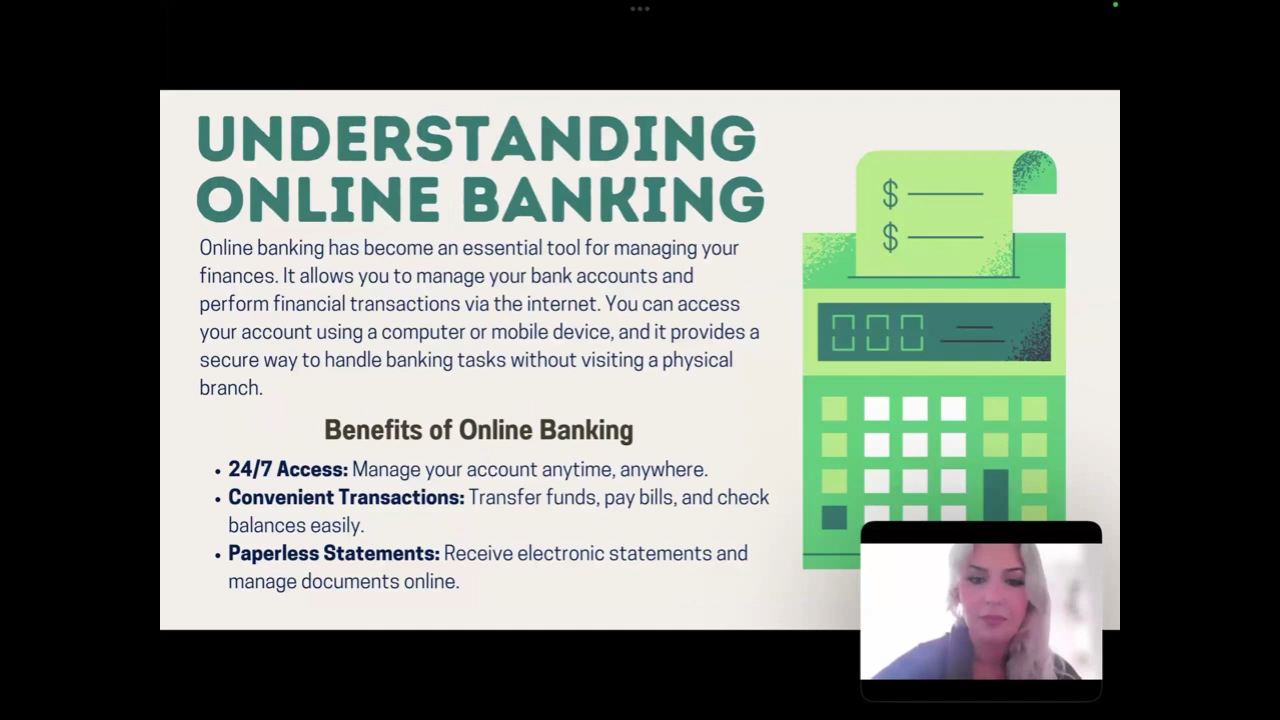 UNDERSTANDING
ONLINE BANKING
Online banking has become an essential tool for managing your
finances. It allows you to manage your bank accounts and
perform financial transactions via the internet. You can access
your account using a computer or mobile device, and it provides a
secure way to handle banking tasks without visiting a physical
branch.
Benefits of Online Banking
• 24/7 Access: Manage your account anytime, anywhere.
• Convenient Transactions: Transfer funds, pay bills, and check
balances easily.
• Paperless Statements: Receive electronic statements and
manage documents online.
$
$